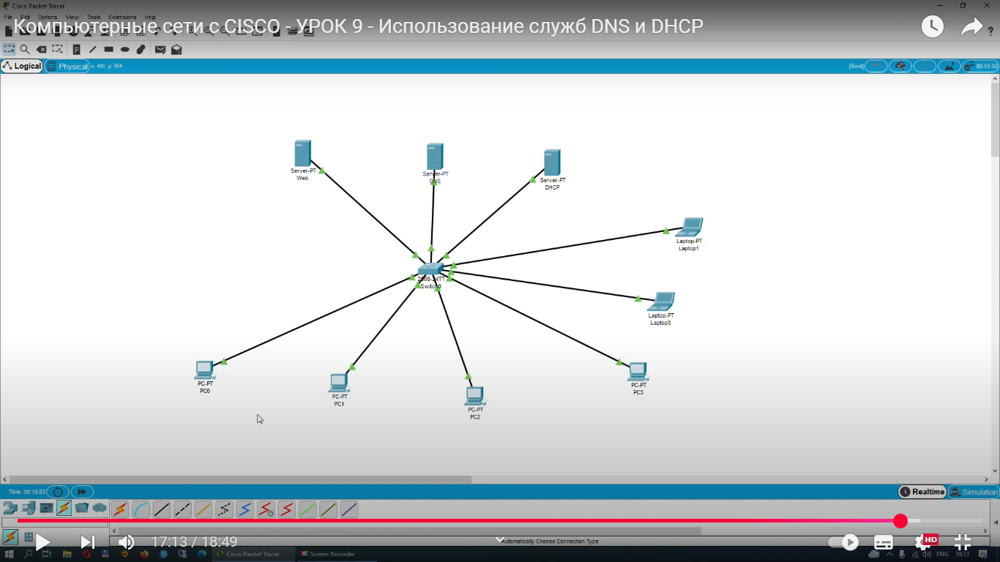 Cisco Packet Tracer
File Edit Options View Tools Extensions Help
Компьютерные сети с CISCO - УРОК 9 - Использование служб DNS и DHCP
Logical Physical x: 493, y: 654 [Root] 08:51:00
Server-PT
Web
Server-PT
DNS
Server-PT
DHCP
Laptop-PT
Laptop1
2960-24TT
Switch0
Laptop-PT
Laptop0
PC-PT
PC0
PC-PT
PC1
PC-PT
PC2
PC-PT
PC3
Time: 00:19:03 Realtime Simulation
17:13 / 18:49 HD
Automatically Choose Connection Type
Cisco Packet Tracer Screen Recorder ENG 18:13